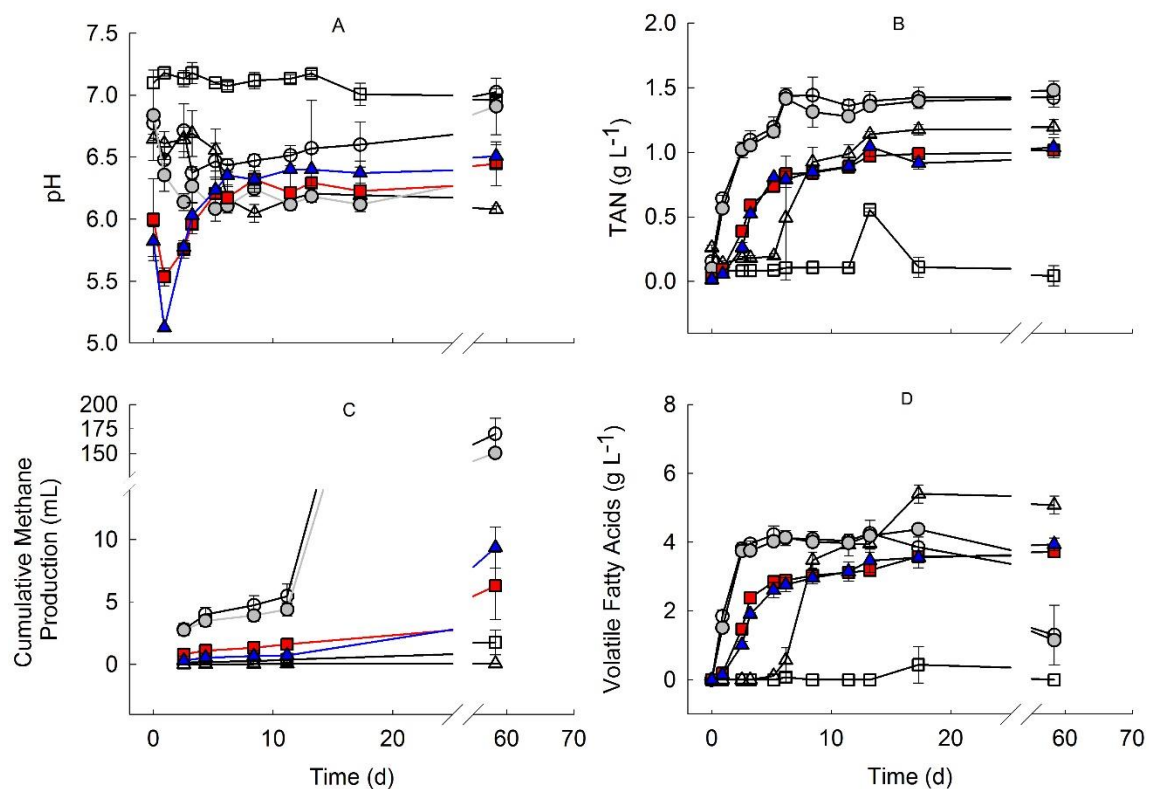 A
7.5
7.0
6.5
6.0
5.5
5.0
pH
B
2.0
1.5
1.0
0.5
0.0
TAN (g L⁻¹)
C
200
175
150
10
5
0
Cumulative Methane
Production (mL)
0 10 60 70
Time (d)
D
8
6
4
2
0
Volatile Fatty Acids (g L⁻¹)
0 10 20 60 70
Time (d)